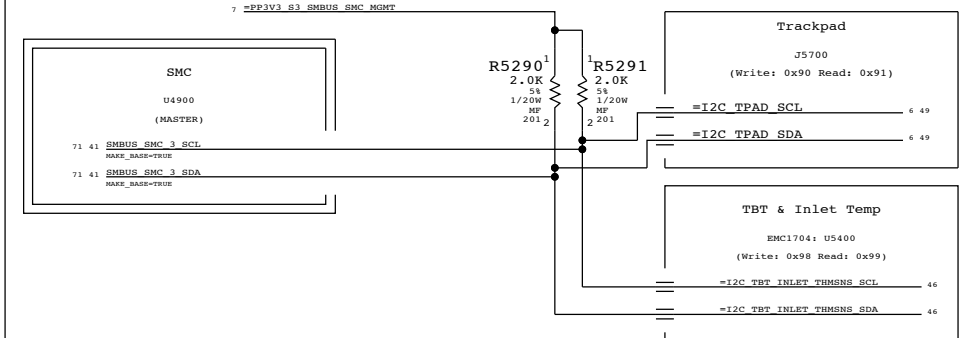 7 =PP3V3_S3_SMBUS_SMC_MGMT
SMC
U4900
(MASTER)
71 41 SMBUS_SMC_3_SCL
MAKE_BASE=TRUE
71 41 SMBUS_SMC_3_SDA
MAKE_BASE=TRUE
R5290 1
2.0K
5%
1/20W
MF
201 2
1 R5291
2.0K
5%
1/20W
MF
2 201
Trackpad
J5700
(Write: 0x90 Read: 0x91)
=I2C_TPAD_SCL 6 49
=I2C_TPAD_SDA 6 49
TBT & Inlet Temp
EMC1704: U5400
(Write: 0x98 Read: 0x99)
=I2C_TBT_INLET_THMSNS_SCL 46
=I2C_TBT_INLET_THMSNS_SDA 46